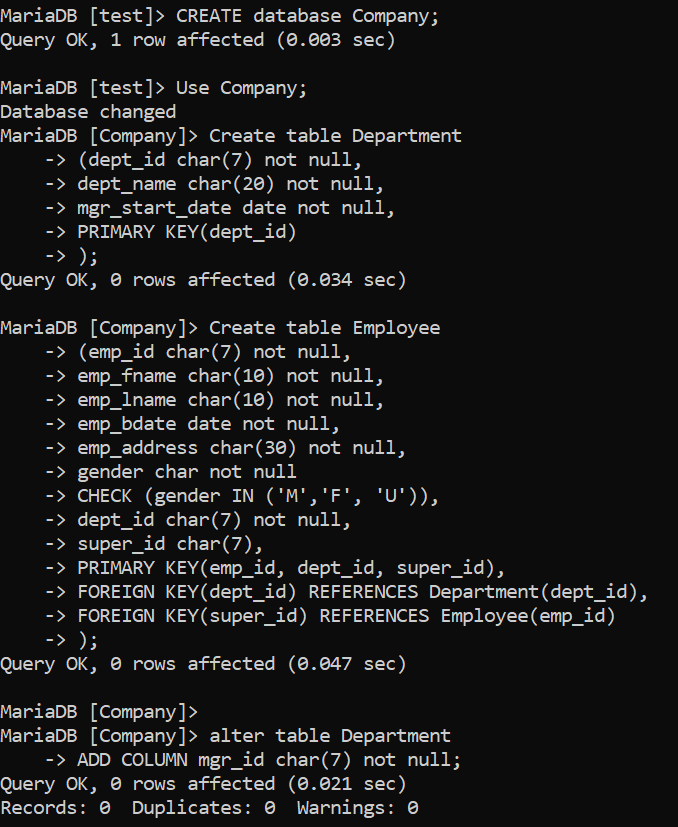 MariaDB [test]> CREATE database Company;
Query OK, 1 row affected (0.003 sec)

MariaDB [test]> Use Company;
Database changed
MariaDB [Company]> Create table Department
    -> (dept_id char(7) not null,
    -> dept_name char(20) not null,
    -> mgr_start_date date not null,
    -> PRIMARY KEY(dept_id)
    -> );
Query OK, 0 rows affected (0.034 sec)

MariaDB [Company]> Create table Employee
    -> (emp_id char(7) not null,
    -> emp_fname char(10) not null,
    -> emp_lname char(10) not null,
    -> emp_bdate date not null,
    -> emp_address char(30) not null,
    -> gender char not null
    -> CHECK (gender IN ('M','F', 'U')),
    -> dept_id char(7) not null,
    -> super_id char(7),
    -> PRIMARY KEY(emp_id, dept_id, super_id),
    -> FOREIGN KEY(dept_id) REFERENCES Department(dept_id),
    -> FOREIGN KEY(super_id) REFERENCES Employee(emp_id)
    -> );
Query OK, 0 rows affected (0.047 sec)

MariaDB [Company]>
MariaDB [Company]> alter table Department
    -> ADD COLUMN mgr_id char(7) not null;
Query OK, 0 rows affected (0.021 sec)
Records: 0  Duplicates: 0  Warnings: 0